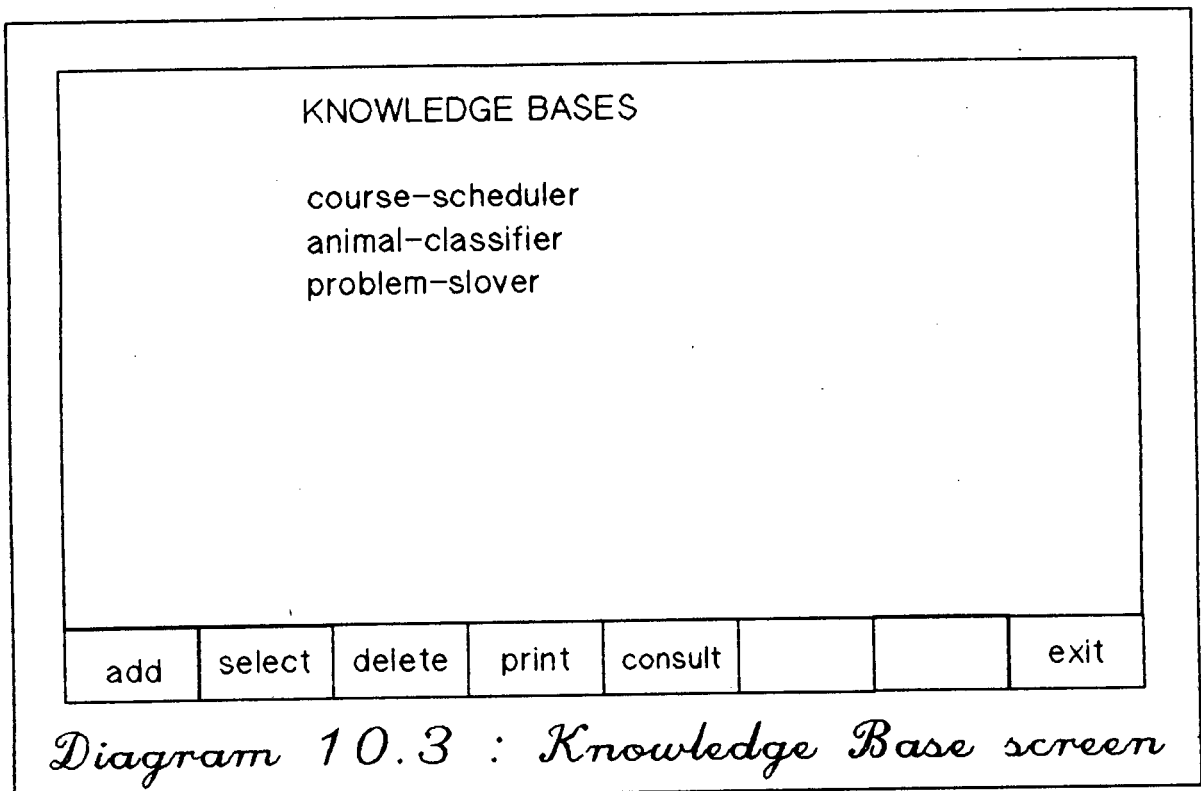 KNOWLEDGE BASES
course-scheduler
animal-classifier
problem-slover
add select delete print consult exit
Diagram 10.3 : Knowledge Base screen